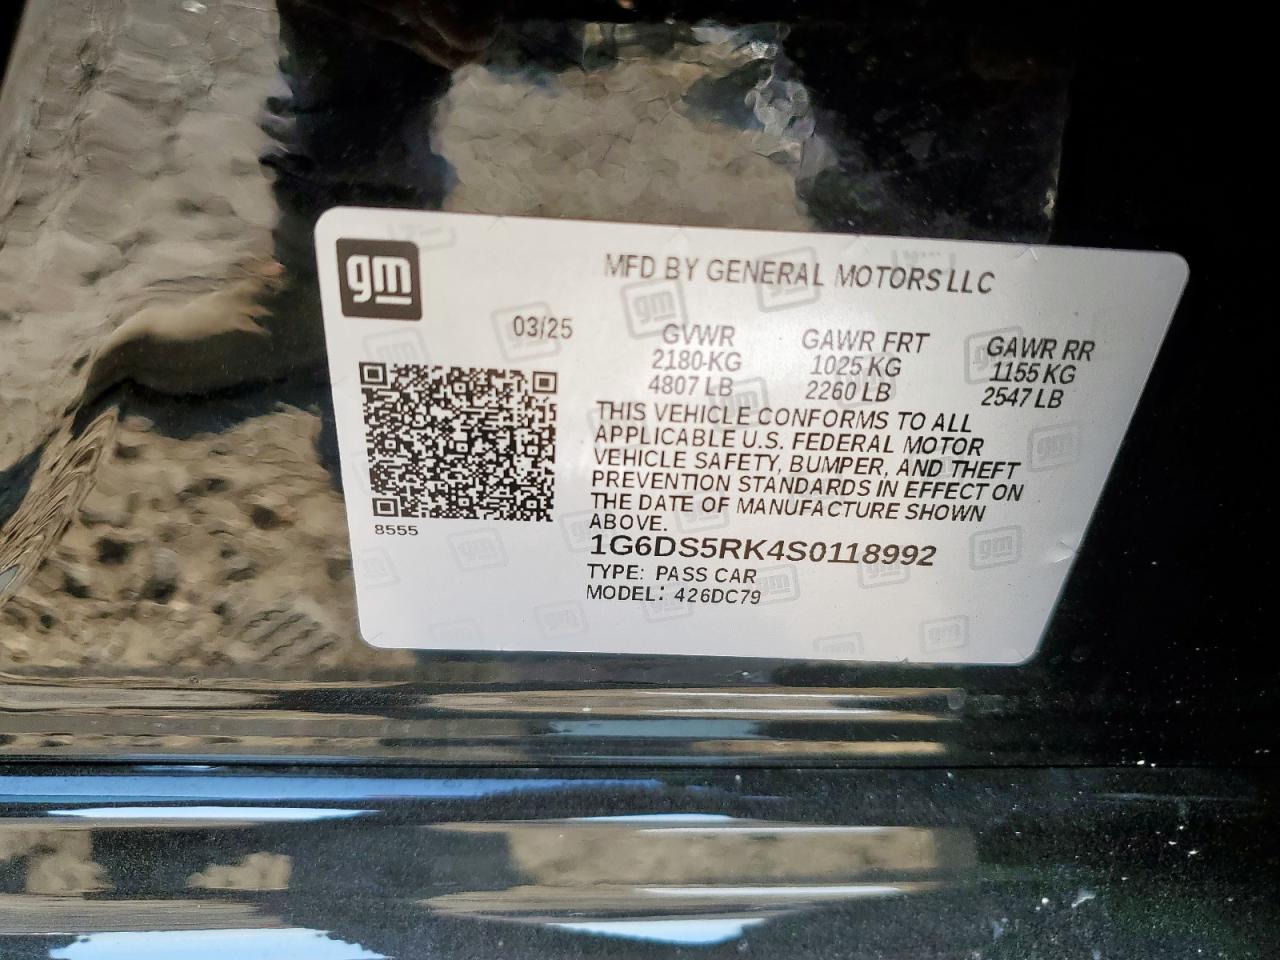 gm
MFD BY GENERAL MOTORS LLC
03/25
GVWR GAWR FRT GAWR RR
2180 KG 1025 KG 1155 KG
4807 LB 2260 LB 2547 LB
THIS VEHICLE CONFORMS TO ALL
APPLICABLE U.S. FEDERAL MOTOR
VEHICLE SAFETY, BUMPER, AND THEFT
PREVENTION STANDARDS IN EFFECT ON
THE DATE OF MANUFACTURE SHOWN
ABOVE.
8555
1G6DS5RK4S0118992
TYPE: PASS CAR
MODEL: 426DC79